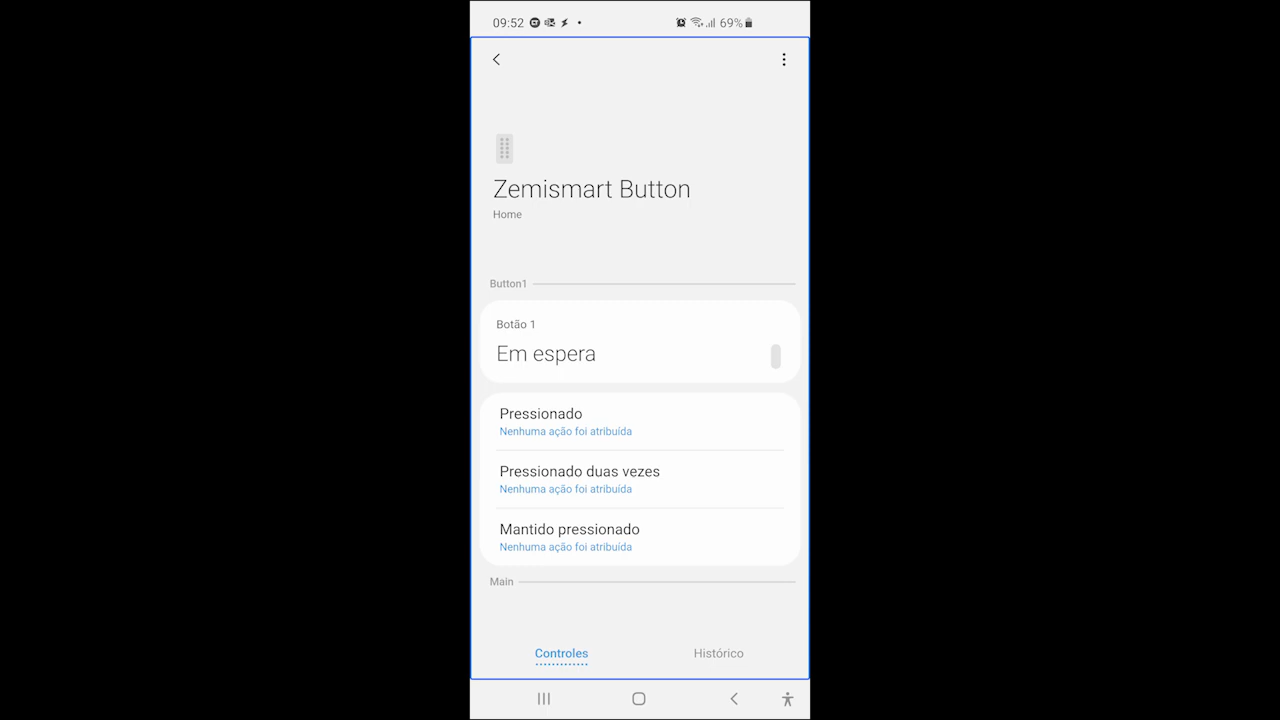 09:52
69%
Zemismart Button
Home
Button1
Botão 1
Em espera
Pressionado
Nenhuma ação foi atribuída
Pressionado duas vezes
Nenhuma ação foi atribuída
Mantido pressionado
Nenhuma ação foi atribuída
Main
Controles
Histórico